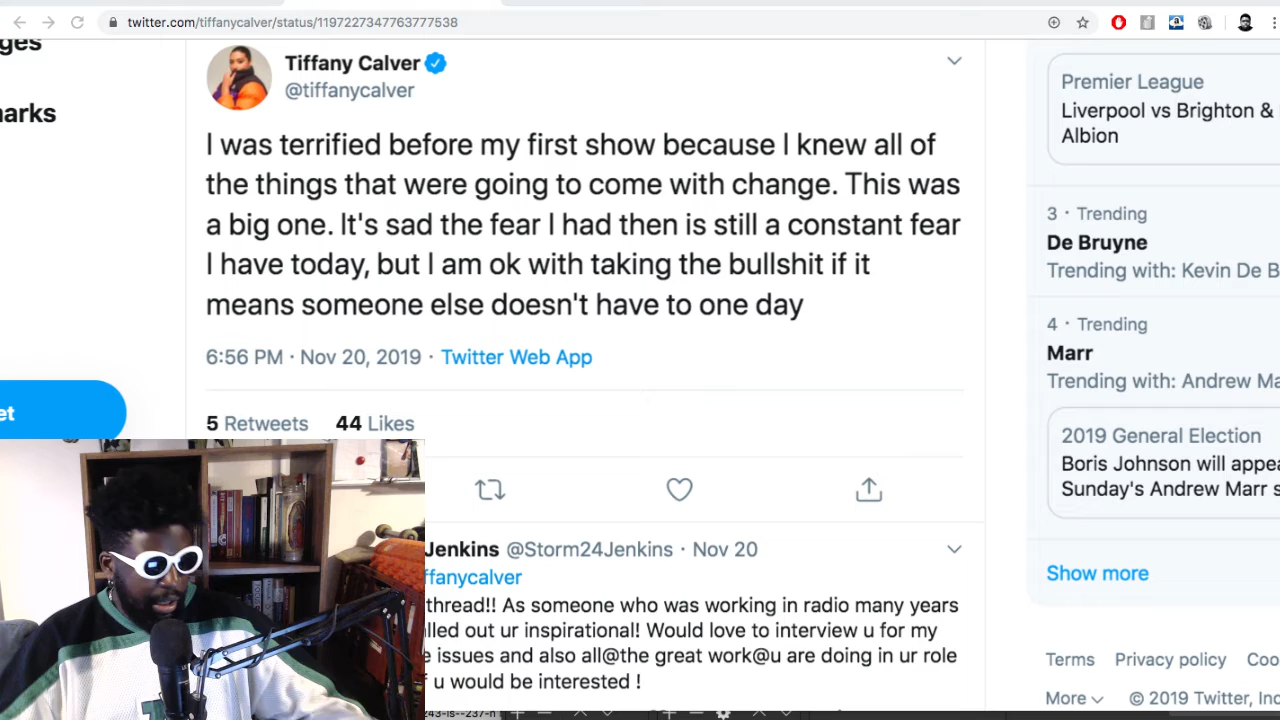 twitter.com/tiffanycalver/status/1197227347763777538
ges
arks
et
Tiffany Calver
@tiffanycalver
I was terrified before my first show because I knew all of
the things that were going to come with change. This was
a big one. It's sad the fear I had then is still a constant fear
I have today, but I am ok with taking the bullshit if it
means someone else doesn't have to one day
6:56 PM · Nov 20, 2019 · Twitter Web App
5 Retweets 44 Likes
Jenkins @Storm24Jenkins · Nov 20
ffanycalver
thread!! As someone who was working in radio many years
lled out ur inspirational! Would love to interview u for my
e issues and also all@the great work@u are doing in ur role
f u would be interested !
Premier League
Liverpool vs Brighton &
Albion
3 · Trending
De Bruyne
Trending with: Kevin De B
4 · Trending
Marr
Trending with: Andrew Ma
2019 General Election
Boris Johnson will appea
Sunday's Andrew Marr s
Show more
Terms Privacy policy Coo
More © 2019 Twitter, Inc